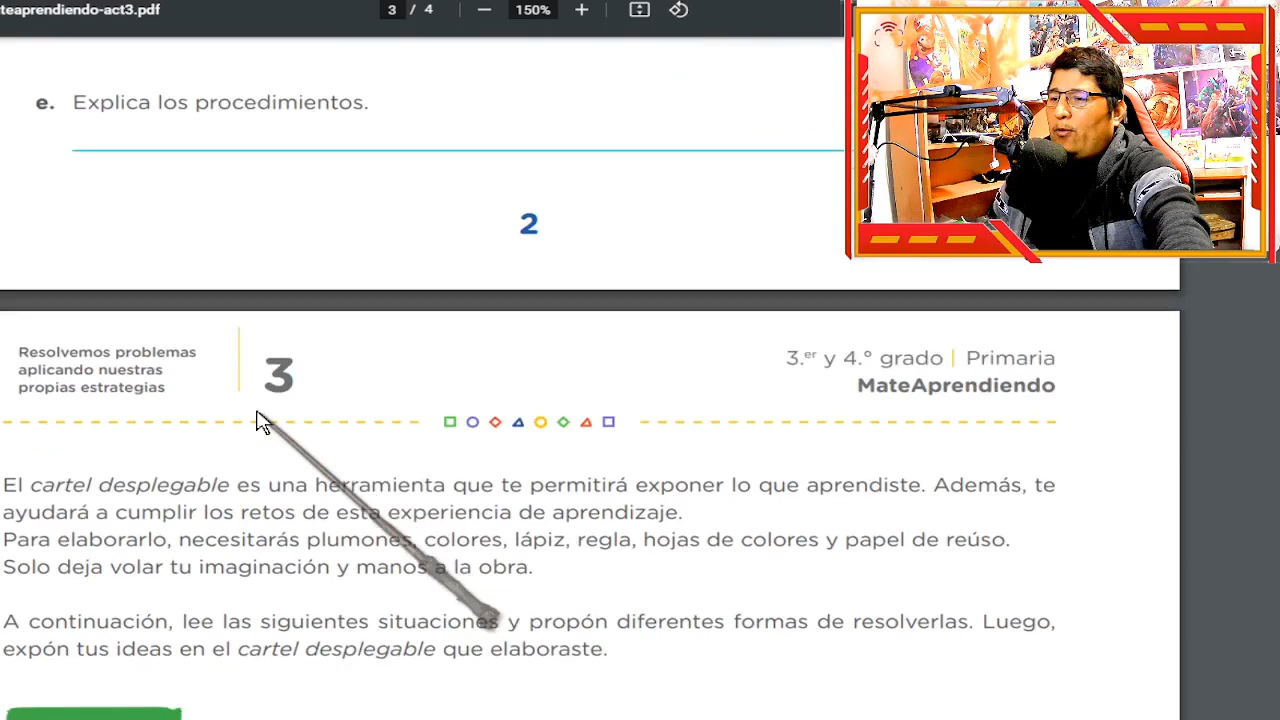 teaprendiendo-act3.pdf
3 / 4
150%
e. Explica los procedimientos.
2
Resolvemos problemas
aplicando nuestras
propias estrategias
3
3.er y 4.° grado | Primaria
MateAprendiendo
El cartel desplegable es una herramienta que te permitirá exponer lo que aprendiste. Además, te
ayudará a cumplir los retos de esta experiencia de aprendizaje.
Para elaborarlo, necesitarás plumones, colores, lápiz, regla, hojas de colores y papel de reúso.
Solo deja volar tu imaginación y manos a la obra.
A continuación, lee las siguientes situaciones y propón diferentes formas de resolverlas. Luego,
expón tus ideas en el cartel desplegable que elaboraste.